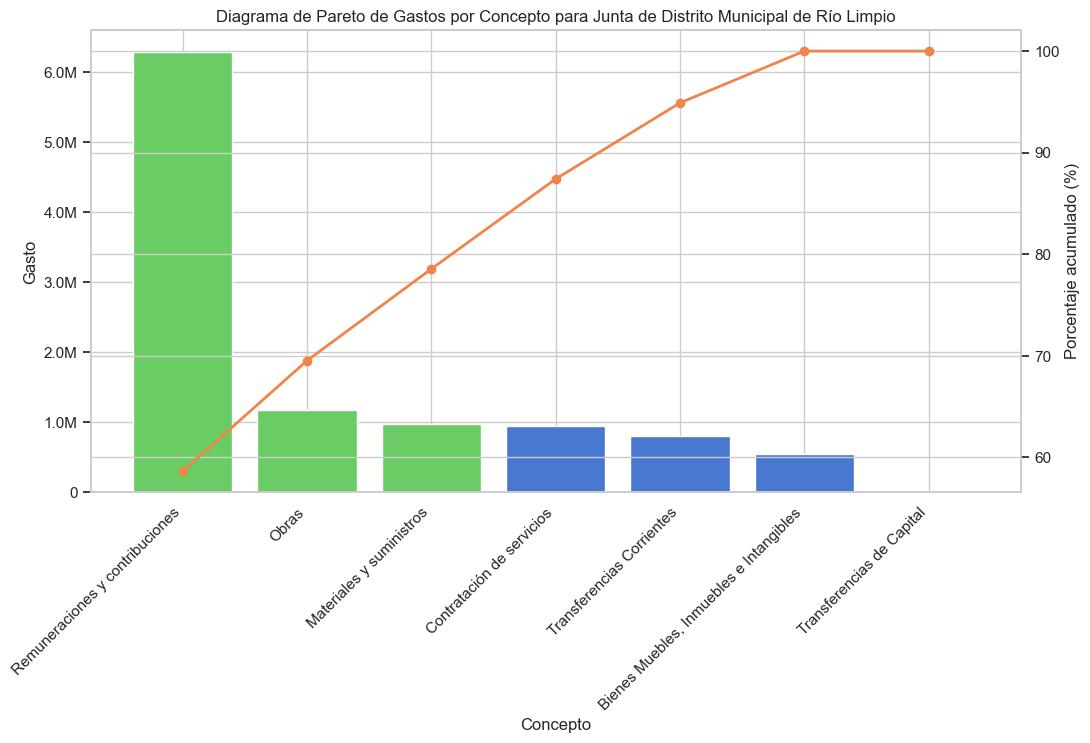 Diagrama de Pareto de Gastos por Concepto para Junta de Distrito Municipal de Río Limpio
Gasto
6.0M
5.0M
4.0M
3.0M
2.0M
1.0M
0
100
90
80
70
60
Porcentaje acumulado (%)
Remuneraciones y contribuciones
Obras
Materiales y suministros
Contratación de servicios
Transferencias Corrientes
Bienes Muebles, Inmuebles e Intangibles
Transferencias de Capital
Concepto